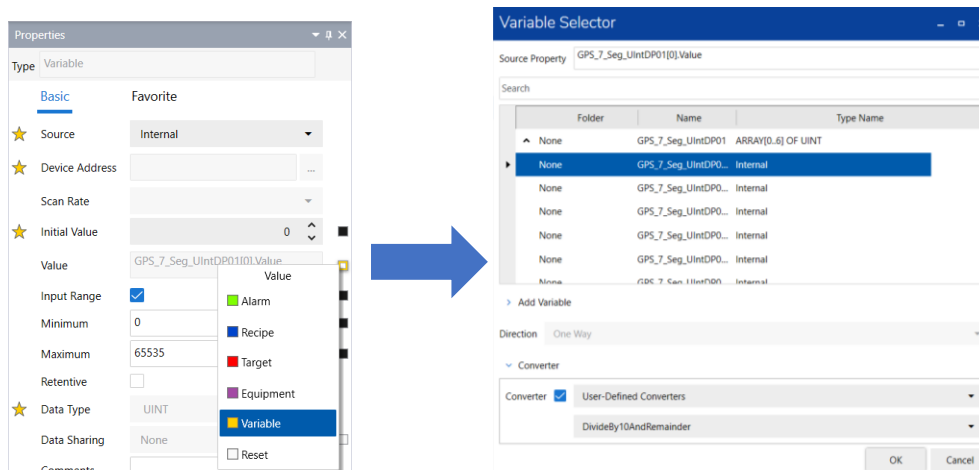 Properties
Type Variable
Basic Favorite
Source Internal
Device Address ...
Scan Rate
Initial Value 0
Value GPS_7_Seg_UIntDP01[0].Value
Input Range
Minimum 0
Maximum 65535
Retentive
Data Type UINT
Data Sharing None
Comments
Value
Alarm
Recipe
Target
Equipment
Variable
Reset
Variable Selector
Source Property GPS_7_Seg_UIntDP01[0].Value
Search
Folder Name Type Name
None GPS_7_Seg_UIntDP01 ARRAY[0..6] OF UINT
None GPS_7_Seg_UIntDP0... Internal
None GPS_7_Seg_UIntDP0... Internal
None GPS_7_Seg_UIntDP0... Internal
None GPS_7_Seg_UIntDP0... Internal
None GPS_7_Seg_UIntDP0... Internal
None GPS_7_Seg_UIntDP0... Internal
Add Variable
Direction One Way
Converter
Converter User-Defined Converters
DivideBy10AndRemainder
OK Cancel